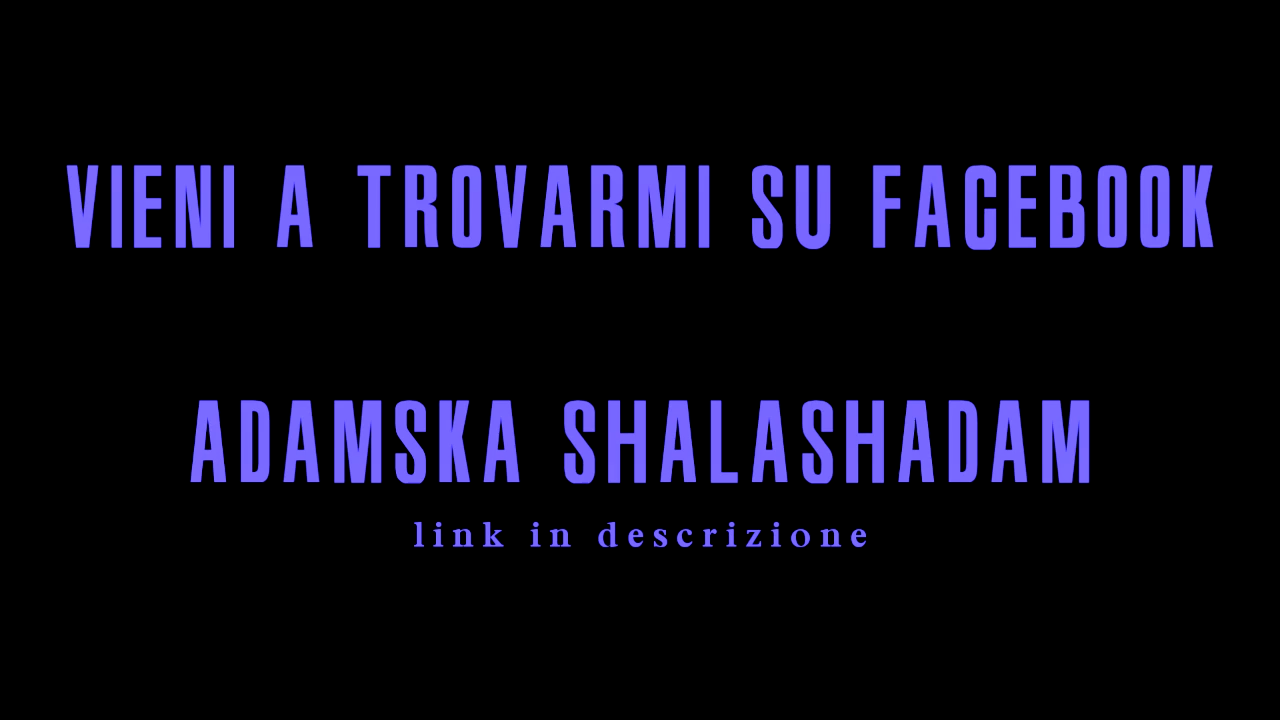 VIENI A TROVARMI SU FACEBOOK
ADAMSKA SHALASHADAM
link in descrizione